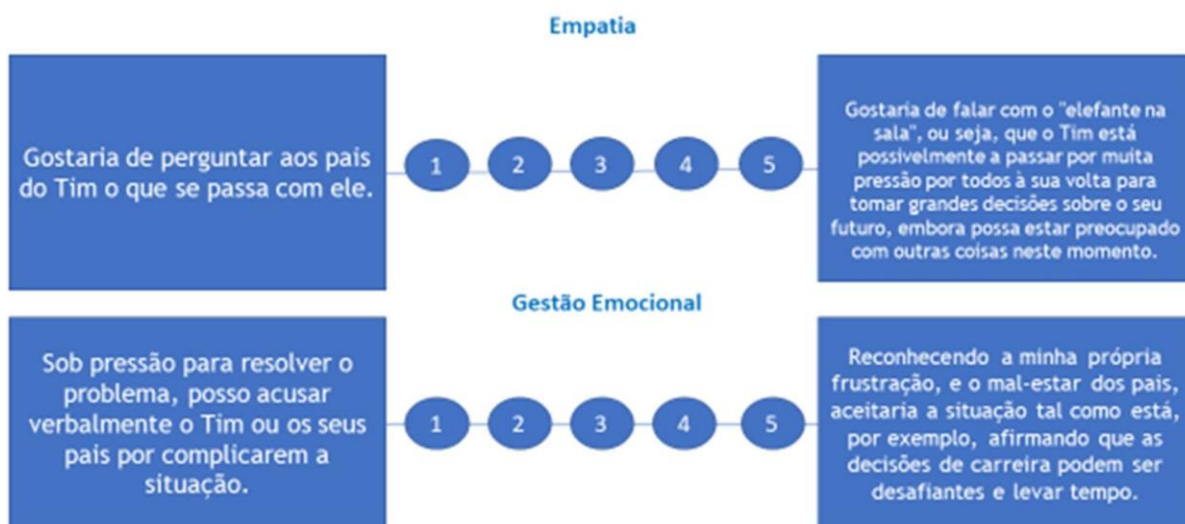 Empatia
Gostaria de perguntar aos pais
do Tim o que se passa com ele.
1 2 3 4 5
Gostaria de falar com o "elefante na
sala", ou seja, que o Tim está
possivelmente a passar por muita
pressão por todos à sua volta para
tomar grandes decisões sobre o seu
futuro, embora possa estar preocupado
com outras coisas neste momento.
Gestão Emocional
Sob pressão para resolver o
problema, posso acusar
verbalmente o Tim ou os seus
pais por complicarem a
situação.
1 2 3 4 5
Reconhecendo a minha própria
frustração, e o mal-estar dos pais,
aceitaria a situação tal como está,
por exemplo, afirmando que as
decisões de carreira podem ser
desafiantes e levar tempo.